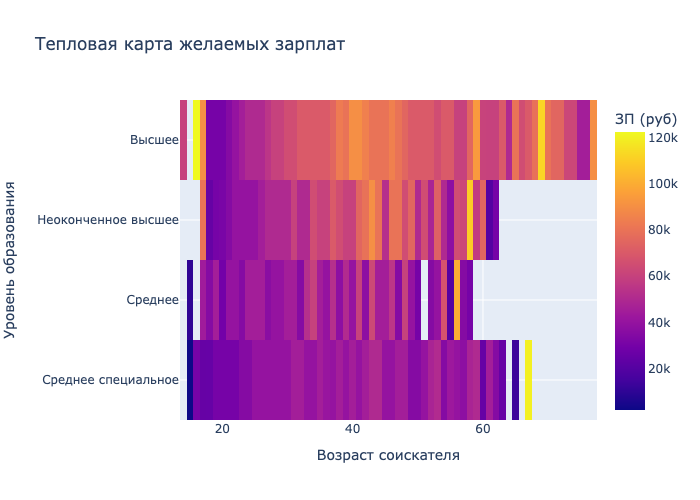 Тепловая карта желаемых зарплат
ЗП (руб)
Высшее
Неоконченное высшее
Среднее
Среднее специальное
Уровень образования
20
40
60
Возраст соискателя
120k
100k
80k
60k
40k
20k